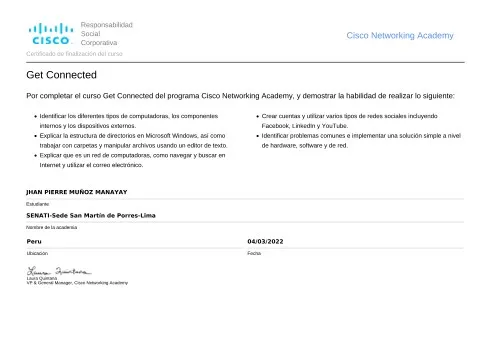 Responsabilidad
Social
Corporativa
CISCO.
Cisco Networking Academy
Certificado de finalización del curso
Get Connected
Por completar el curso Get Connected del programa Cisco Networking Academy, y demostrar la habilidad de realizar lo siguiente:
• Identificar los diferentes tipos de computadoras, los componentes
internos y los dispositivos externos.
• Explicar la estructura de directorios en Microsoft Windows, así como
trabajar con carpetas y manipular archivos usando un editor de texto.
• Explicar que es un red de computadoras, como navegar y buscar en
Internet y utilizar el correo electrónico.
• Crear cuentas y utilizar varios tipos de redes sociales incluyendo
Facebook, LinkedIn y YouTube.
• Identificar problemas comunes e implementar una solución simple a nivel
de hardware, software y de red.
JHAN PIERRE MUÑOZ MANAYAY
Estudiante
SENATI-Sede San Martín de Porres-Lima
Nombre de la academia
Peru
04/03/2022
Ubicación
Fecha
Laura Quintana
Laura Quintana
VP & General Manager, Cisco Networking Academy